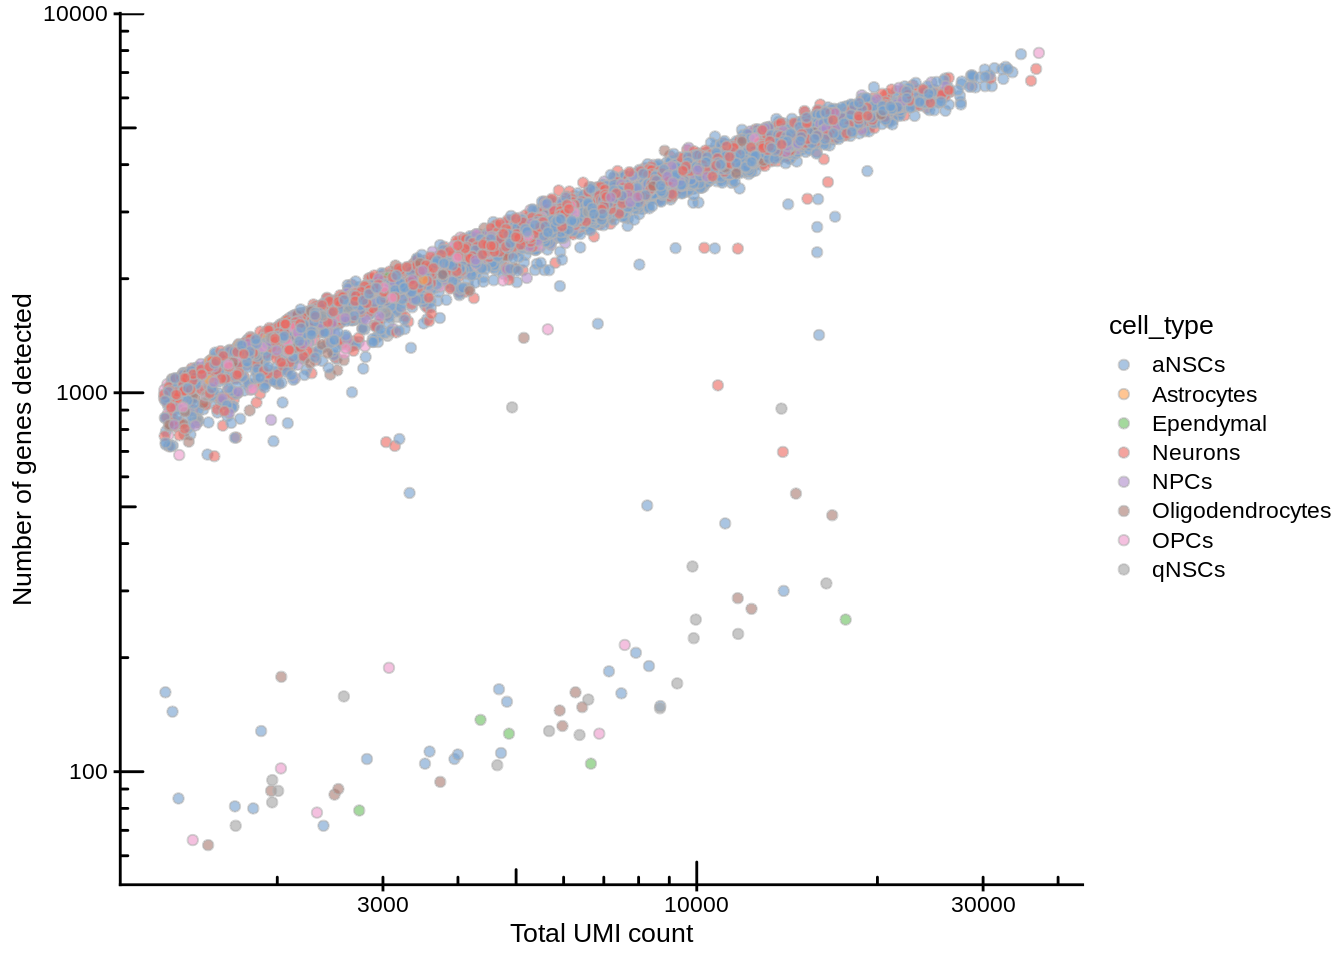 10000
1000
100
Number of genes detected
3000
10000
30000
Total UMI count
cell_type
aNSCs
Astrocytes
Ependymal
Neurons
NPCs
Oligodendrocytes
OPCs
qNSCs